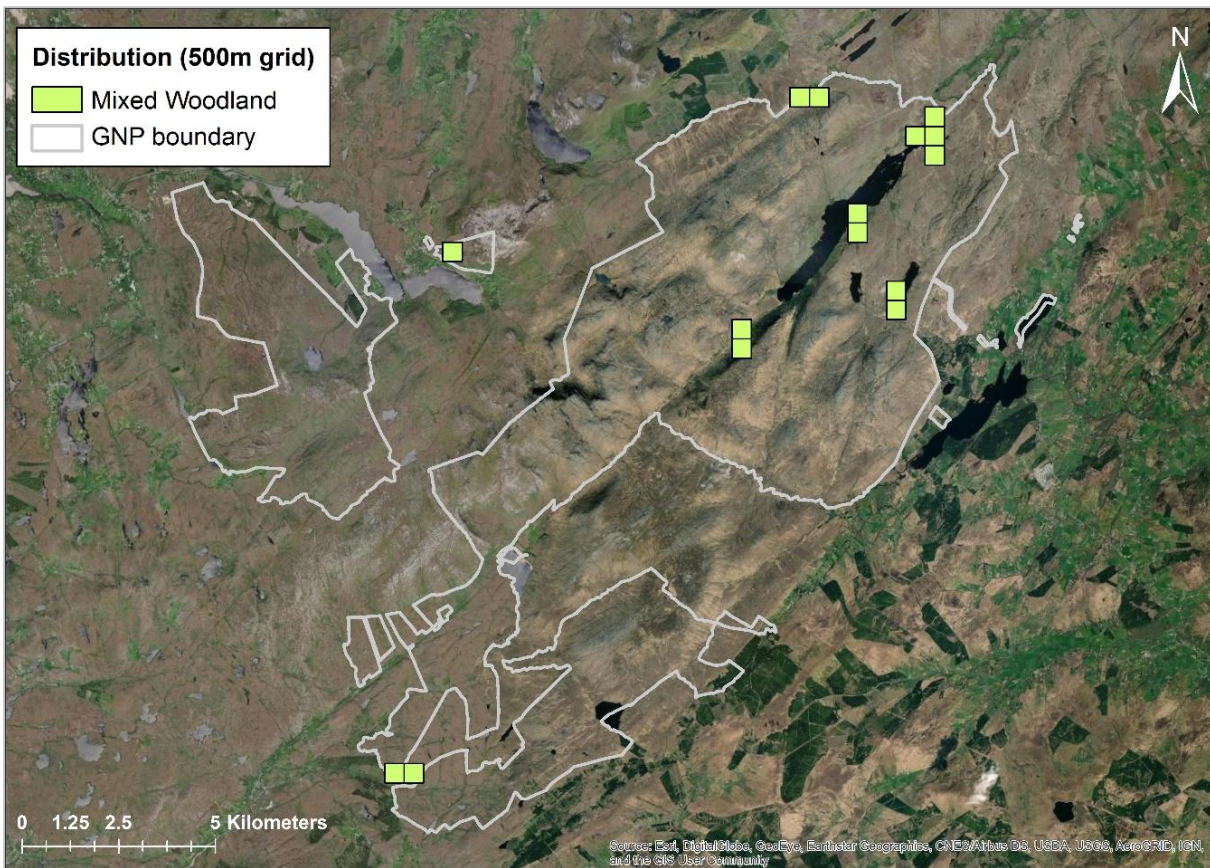 Distribution (500m grid)
Mixed Woodland
GNP boundary
N
0 1.25 2.5 5 Kilometers
Source: Esri, DigitalGlobe, GeoEye, Earthstar Geographics, CNES/Airbus DS, USDA, USGS, AeroGRID, IGN,
and the GIS User Community